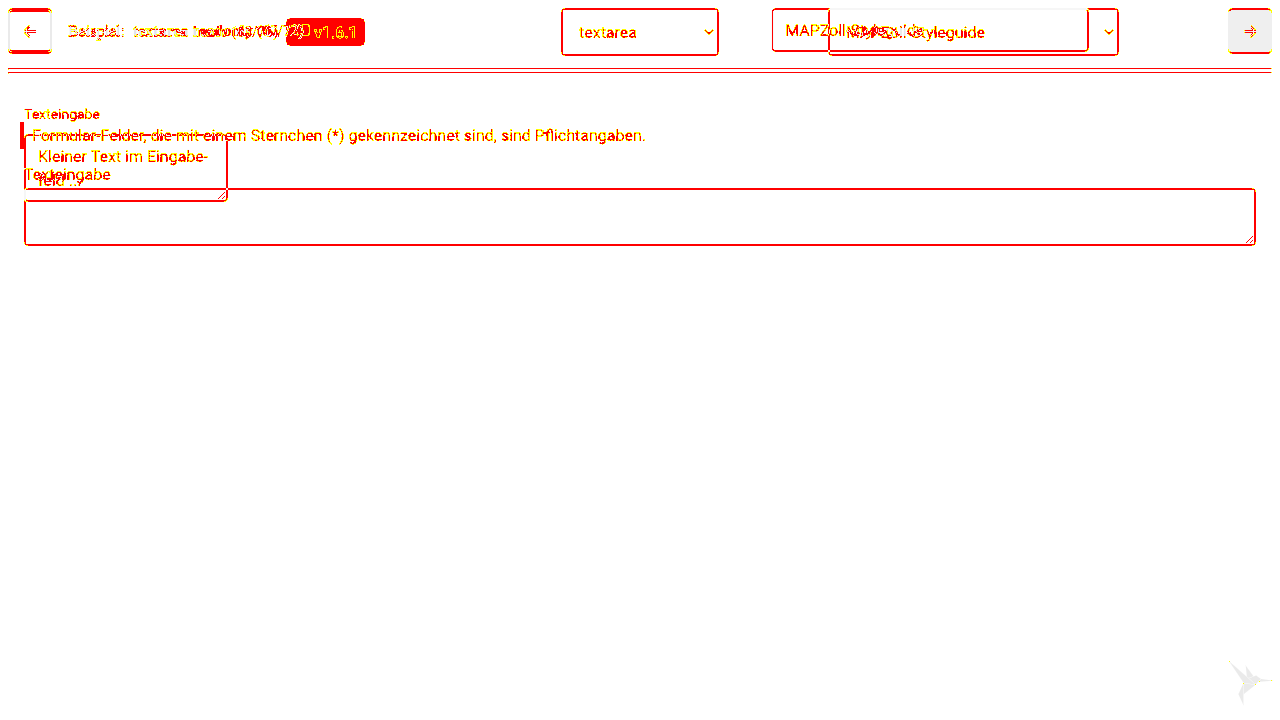 Beispiel: textarea
v1.6.1
textarea
MAPZoll-Styleguide
Texteingabe
Formular-Felder, die mit einem Sternchen (*) gekennzeichnet sind, sind Pflichtangaben.
Kleiner Text im Eingabe-
feld ...
Texteingabe